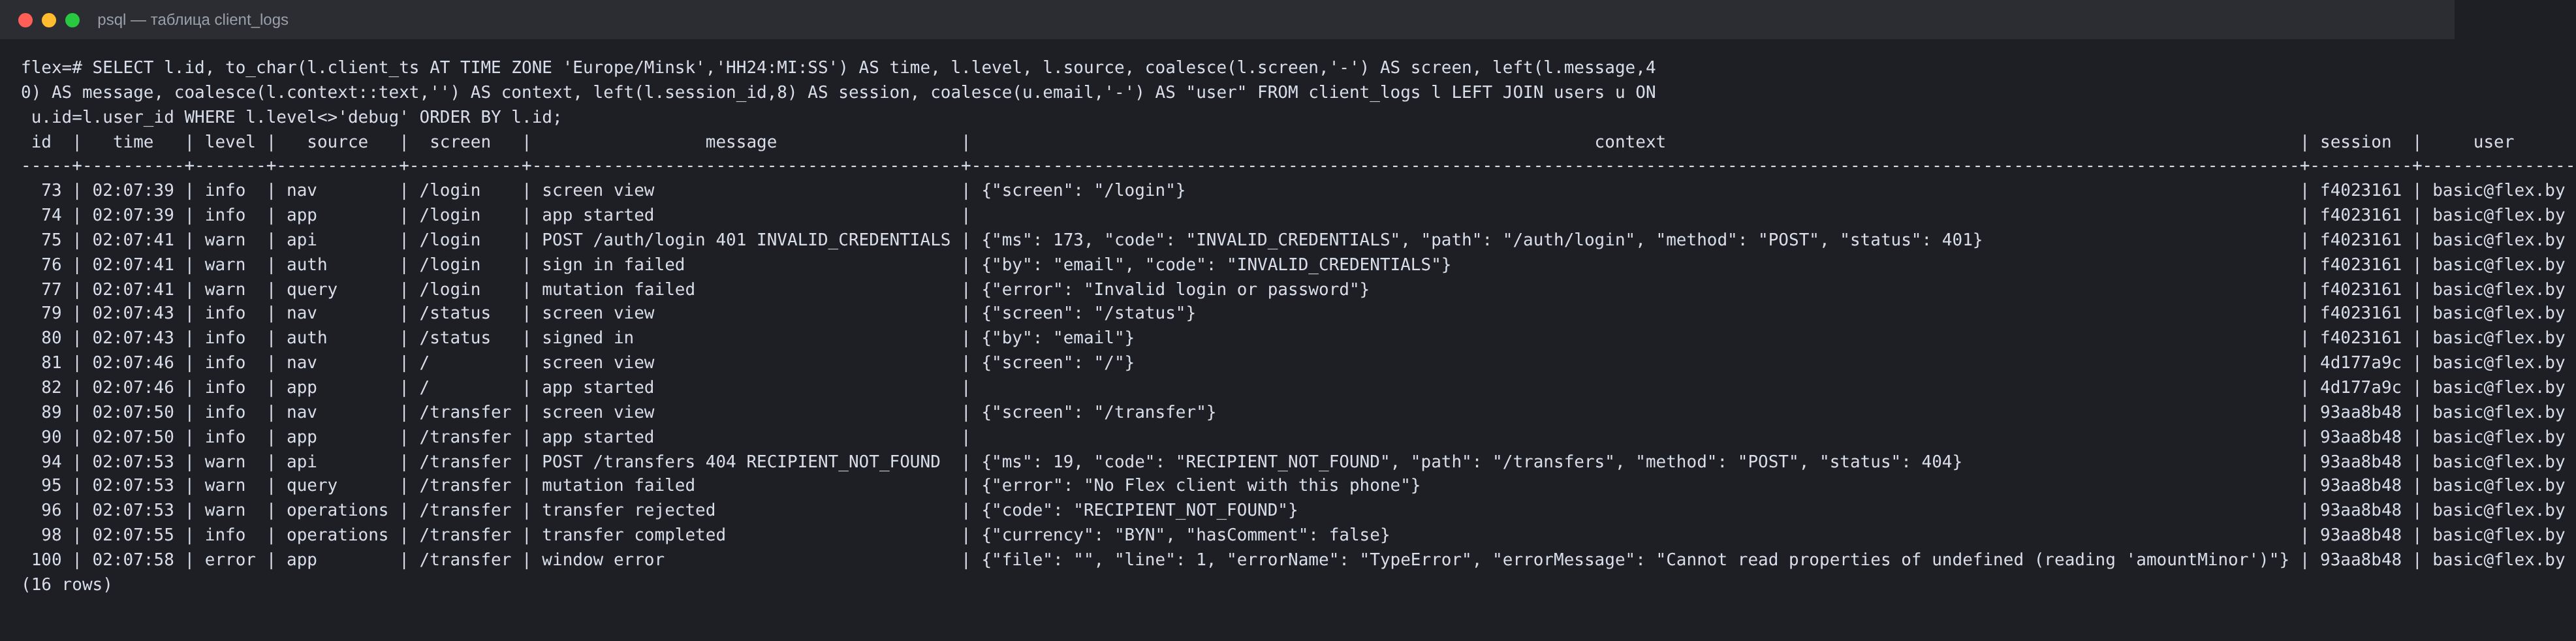 psql — таблица client_logs
flex=# SELECT l.id, to_char(l.client_ts AT TIME ZONE 'Europe/Minsk','HH24:MI:SS') AS time, l.level, l.source, coalesce(l.screen,'-') AS screen, left(l.message,4
0) AS message, coalesce(l.context::text,'') AS context, left(l.session_id,8) AS session, coalesce(u.email,'-') AS "user" FROM client_logs l LEFT JOIN users u ON
u.id=l.user_id WHERE l.level<>'debug' ORDER BY l.id;
id | time | level | source | screen | message | context | session | user
-----+----------+-------+------------+-----------+------------------------------------------+----------------------------------------------------------------------------------------------------------------------------------+----------+---------------
73 | 02:07:39 | info | nav | /login | screen view | {"screen": "/login"} | f4023161 | basic@flex.by
74 | 02:07:39 | info | app | /login | app started | | f4023161 | basic@flex.by
75 | 02:07:41 | warn | api | /login | POST /auth/login 401 INVALID_CREDENTIALS | {"ms": 173, "code": "INVALID_CREDENTIALS", "path": "/auth/login", "method": "POST", "status": 401} | f4023161 | basic@flex.by
76 | 02:07:41 | warn | auth | /login | sign in failed | {"by": "email", "code": "INVALID_CREDENTIALS"} | f4023161 | basic@flex.by
77 | 02:07:41 | warn | query | /login | mutation failed | {"error": "Invalid login or password"} | f4023161 | basic@flex.by
79 | 02:07:43 | info | nav | /status | screen view | {"screen": "/status"} | f4023161 | basic@flex.by
80 | 02:07:43 | info | auth | /status | signed in | {"by": "email"} | f4023161 | basic@flex.by
81 | 02:07:46 | info | nav | / | screen view | {"screen": "/"} | 4d177a9c | basic@flex.by
82 | 02:07:46 | info | app | / | app started | | 4d177a9c | basic@flex.by
89 | 02:07:50 | info | nav | /transfer | screen view | {"screen": "/transfer"} | 93aa8b48 | basic@flex.by
90 | 02:07:50 | info | app | /transfer | app started | | 93aa8b48 | basic@flex.by
94 | 02:07:53 | warn | api | /transfer | POST /transfers 404 RECIPIENT_NOT_FOUND | {"ms": 19, "code": "RECIPIENT_NOT_FOUND", "path": "/transfers", "method": "POST", "status": 404} | 93aa8b48 | basic@flex.by
95 | 02:07:53 | warn | query | /transfer | mutation failed | {"error": "No Flex client with this phone"} | 93aa8b48 | basic@flex.by
96 | 02:07:53 | warn | operations | /transfer | transfer rejected | {"code": "RECIPIENT_NOT_FOUND"} | 93aa8b48 | basic@flex.by
98 | 02:07:55 | info | operations | /transfer | transfer completed | {"currency": "BYN", "hasComment": false} | 93aa8b48 | basic@flex.by
100 | 02:07:58 | error | app | /transfer | window error | {"file": "", "line": 1, "errorName": "TypeError", "errorMessage": "Cannot read properties of undefined (reading 'amountMinor')"} | 93aa8b48 | basic@flex.by
(16 rows)